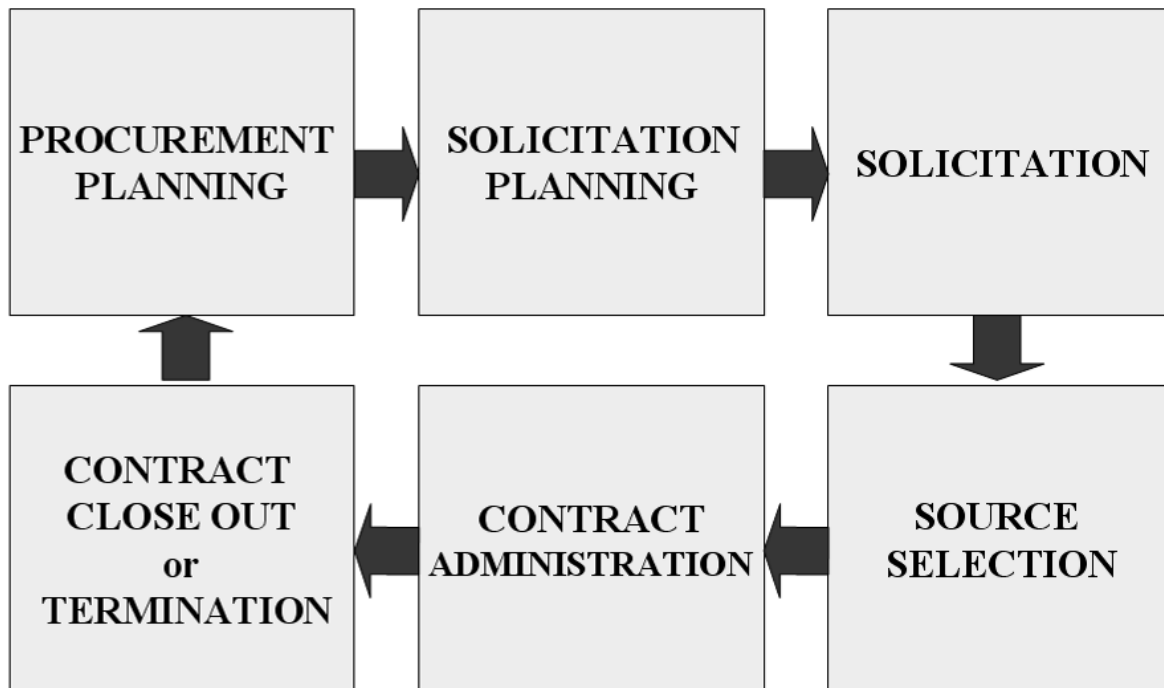 PROCUREMENT
PLANNING
SOLICITATION
PLANNING
SOLICITATION
SOURCE
SELECTION
CONTRACT
ADMINISTRATION
CONTRACT
CLOSE OUT
or
TERMINATION